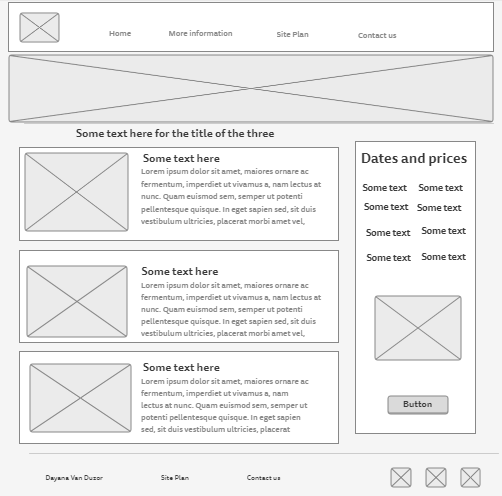 Home More information Site Plan Contact us
Some text here for the title of the three
Some text here
Lorem ipsum dolor sit amet, maiores ornare ac
fermentum, imperdiet ut vivamus a, nam lectus at
nunc. Quam euismod sem, semper ut potenti
pellentesque quisque. In eget sapien sed, sit duis
vestibulum ultricies, placerat morbi amet vel,
Some text here
Lorem ipsum dolor sit amet, maiores ornare ac
fermentum, imperdiet ut vivamus a, nam lectus at
nunc. Quam euismod sem, semper ut potenti
pellentesque quisque. In eget sapien sed, sit duis
vestibulum ultricies, placerat morbi amet vel,
Some text here
Lorem ipsum dolor sit amet, maiores ornare ac
fermentum, imperdiet ut vivamus a, nam
lectus at nunc. Quam euismod sem, semper ut
potenti pellentesque quisque. In eget sapien
sed, sit duis vestibulum ultricies, placerat
Dates and prices
Some text Some text
Some text Some text
Some text Some text
Some text Some text
Button
Dayana Van Duzor Site Plan Contact us